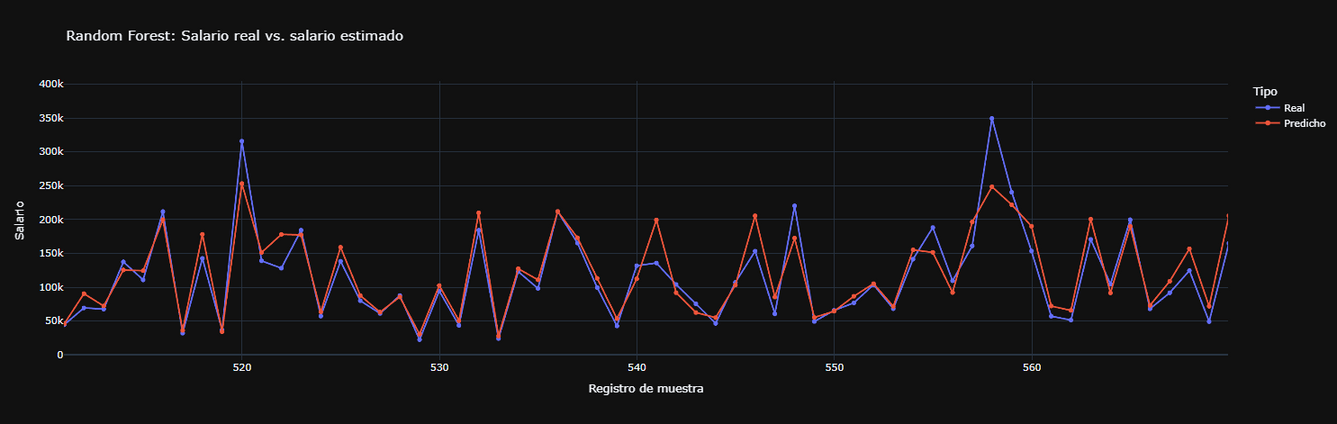 Random Forest: Salario real vs. salario estimado
400k
350k
300k
250k
200k
150k
100k
50k
0
Salario
520
530
540
550
560
Registro de muestra
Tipo
Real
Predicho